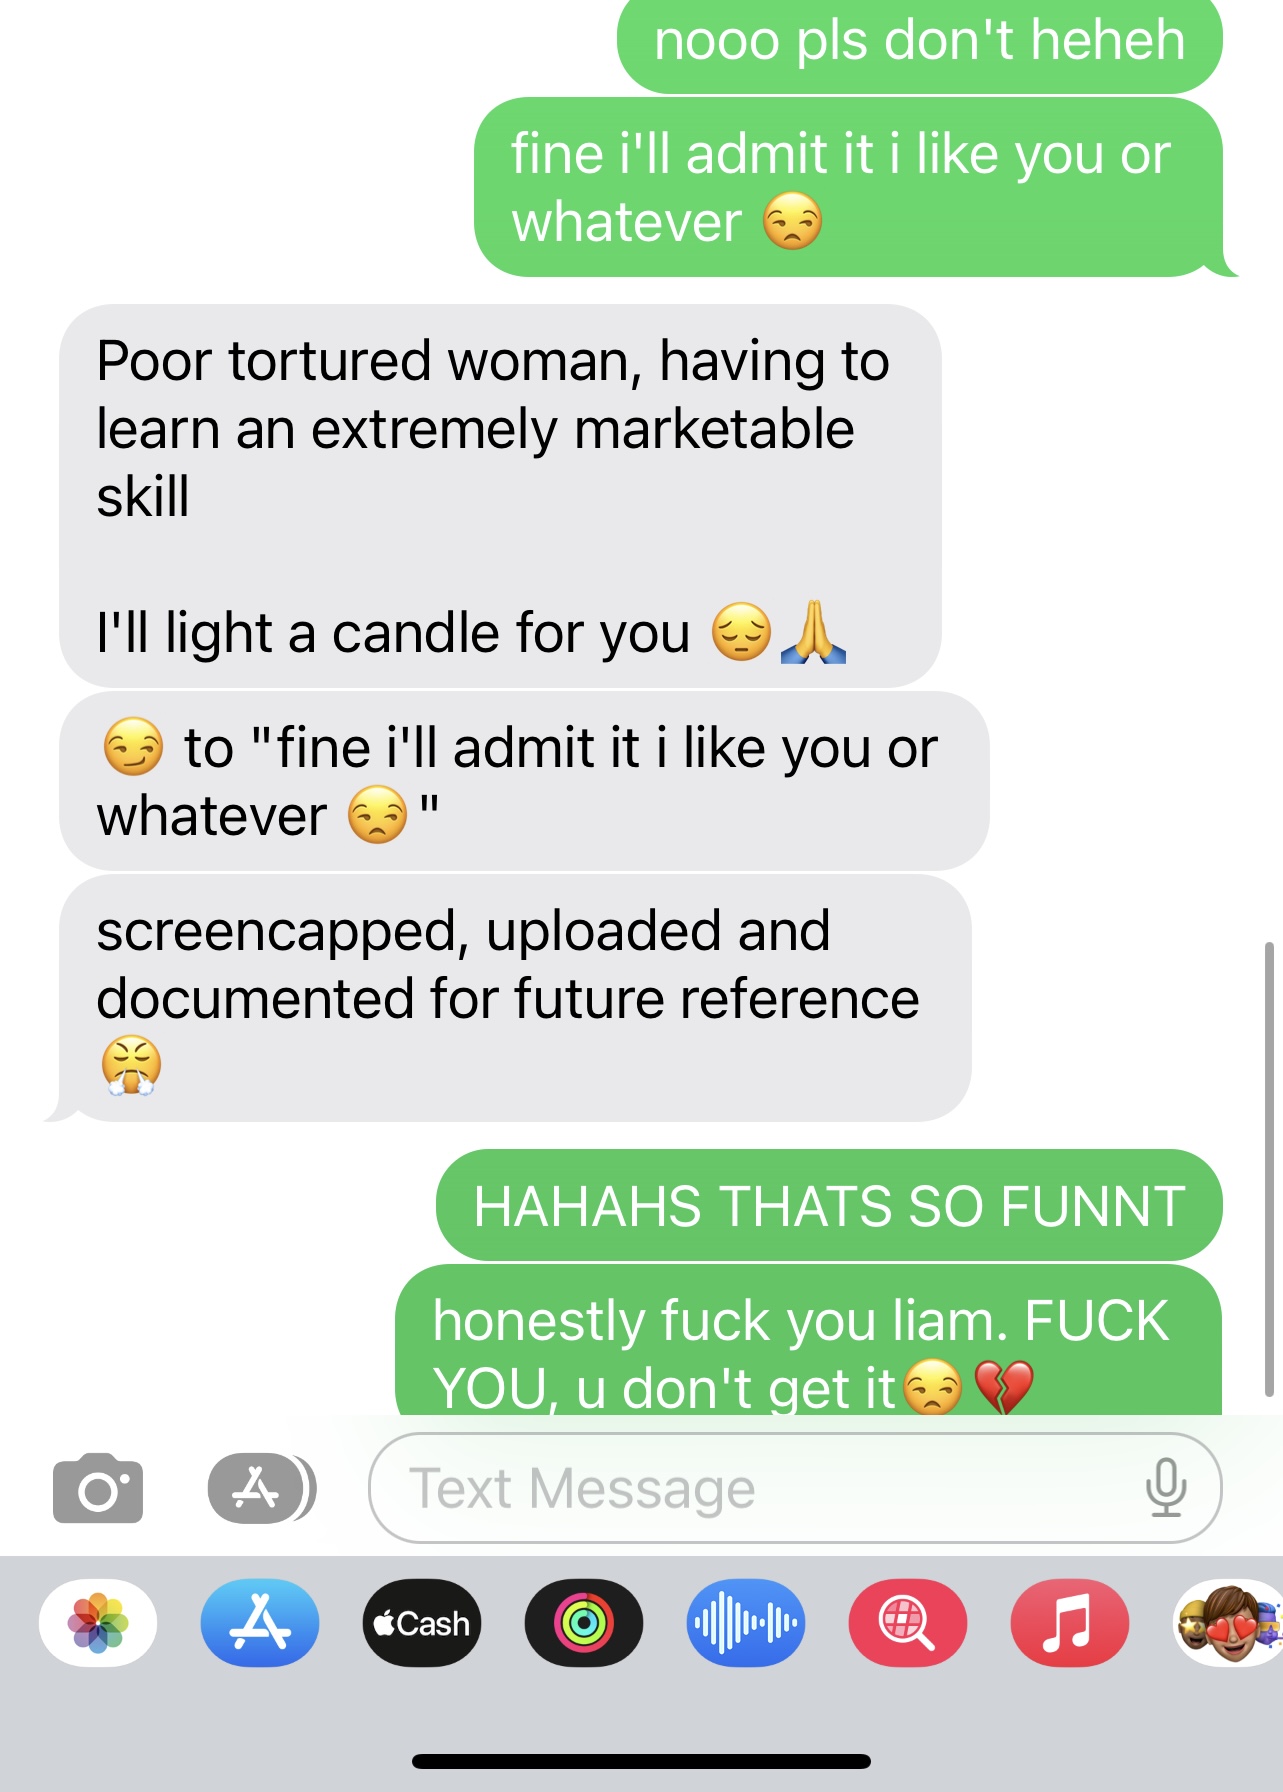 nooo pls don't heheh
fine i'll admit it i like you or
whatever 😒
Poor tortured woman, having to
learn an extremely marketable
skill
I'll light a candle for you 😔🙏
😏 to "fine i'll admit it i like you or
whatever 😒"
screencapped, uploaded and
documented for future reference
😤
HAHAHS THATS SO FUNNT
honestly fuck you liam. FUCK
YOU, u don't get it😒💔
Text Message
Cash